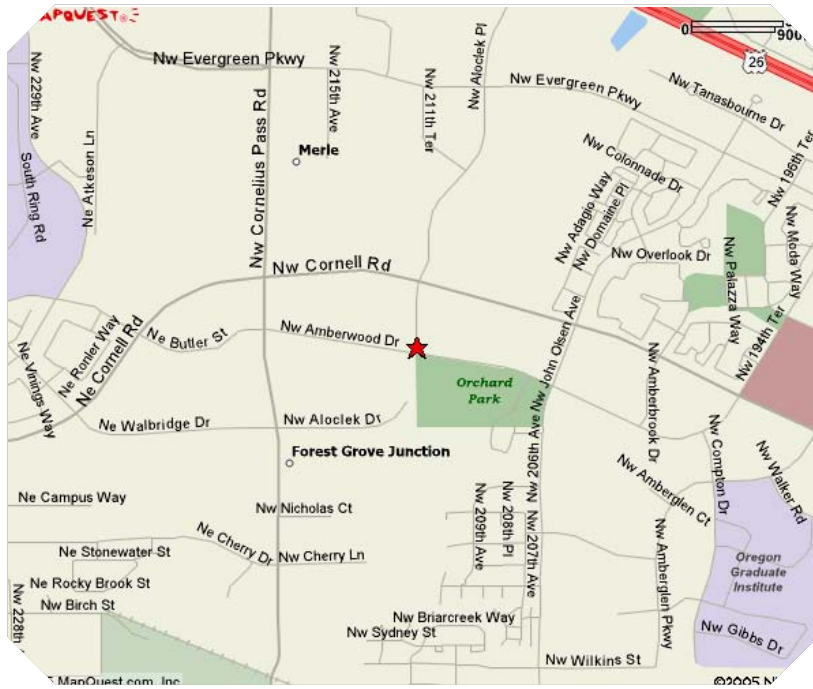 MAPQUEST
0
900
26
Nw Evergreen Pkwy
Nw 229th Ave
Nw 215th Ave
Nw 211th Ter
Nw Aloclek Pl
Nw Evergreen Pkwy
Nw Tanasbourne Dr
Ne Atkeson Ln
Nw Cornelius Pass Rd
Merle
Nw Colonnade Dr
Nw 196th Ter
South Ring Rd
Nw Adagio Way
Nw Domaine Pl
Nw Overlook Dr
Nw Moda Way
Nw Palazza Way
Nw Cornell Rd
Ne Cornell Rd
Ne Ronler Way
Ne Vinings Way
Ne Butler St
Nw Amberwood Dr
Nw John Olsen Ave
Nw 194th Ter
Orchard
Park
Nw Amberbrook Dr
Ne Walbridge Dr
Nw Aloclek Dr
Nw 206th Ave
Nw Compton Dr
Nw Walker Rd
Forest Grove Junction
Nw Amberglen Ct
Ne Campus Way
Nw Nicholas Ct
Nw 209th Ave
Nw 208th Pl
Nw 207th Ave
Ne Stonewater St
Ne Cherry Dr
Nw Cherry Ln
Nw Amberglen Pkwy
Oregon
Graduate
Institute
Ne Rocky Brook St
Nw Birch St
Nw 228th
Nw Briarcreek Way
Nw Sydney St
Nw Gibbs Dr
Nw Wilkins St
MapQuest.com, Inc
©2005